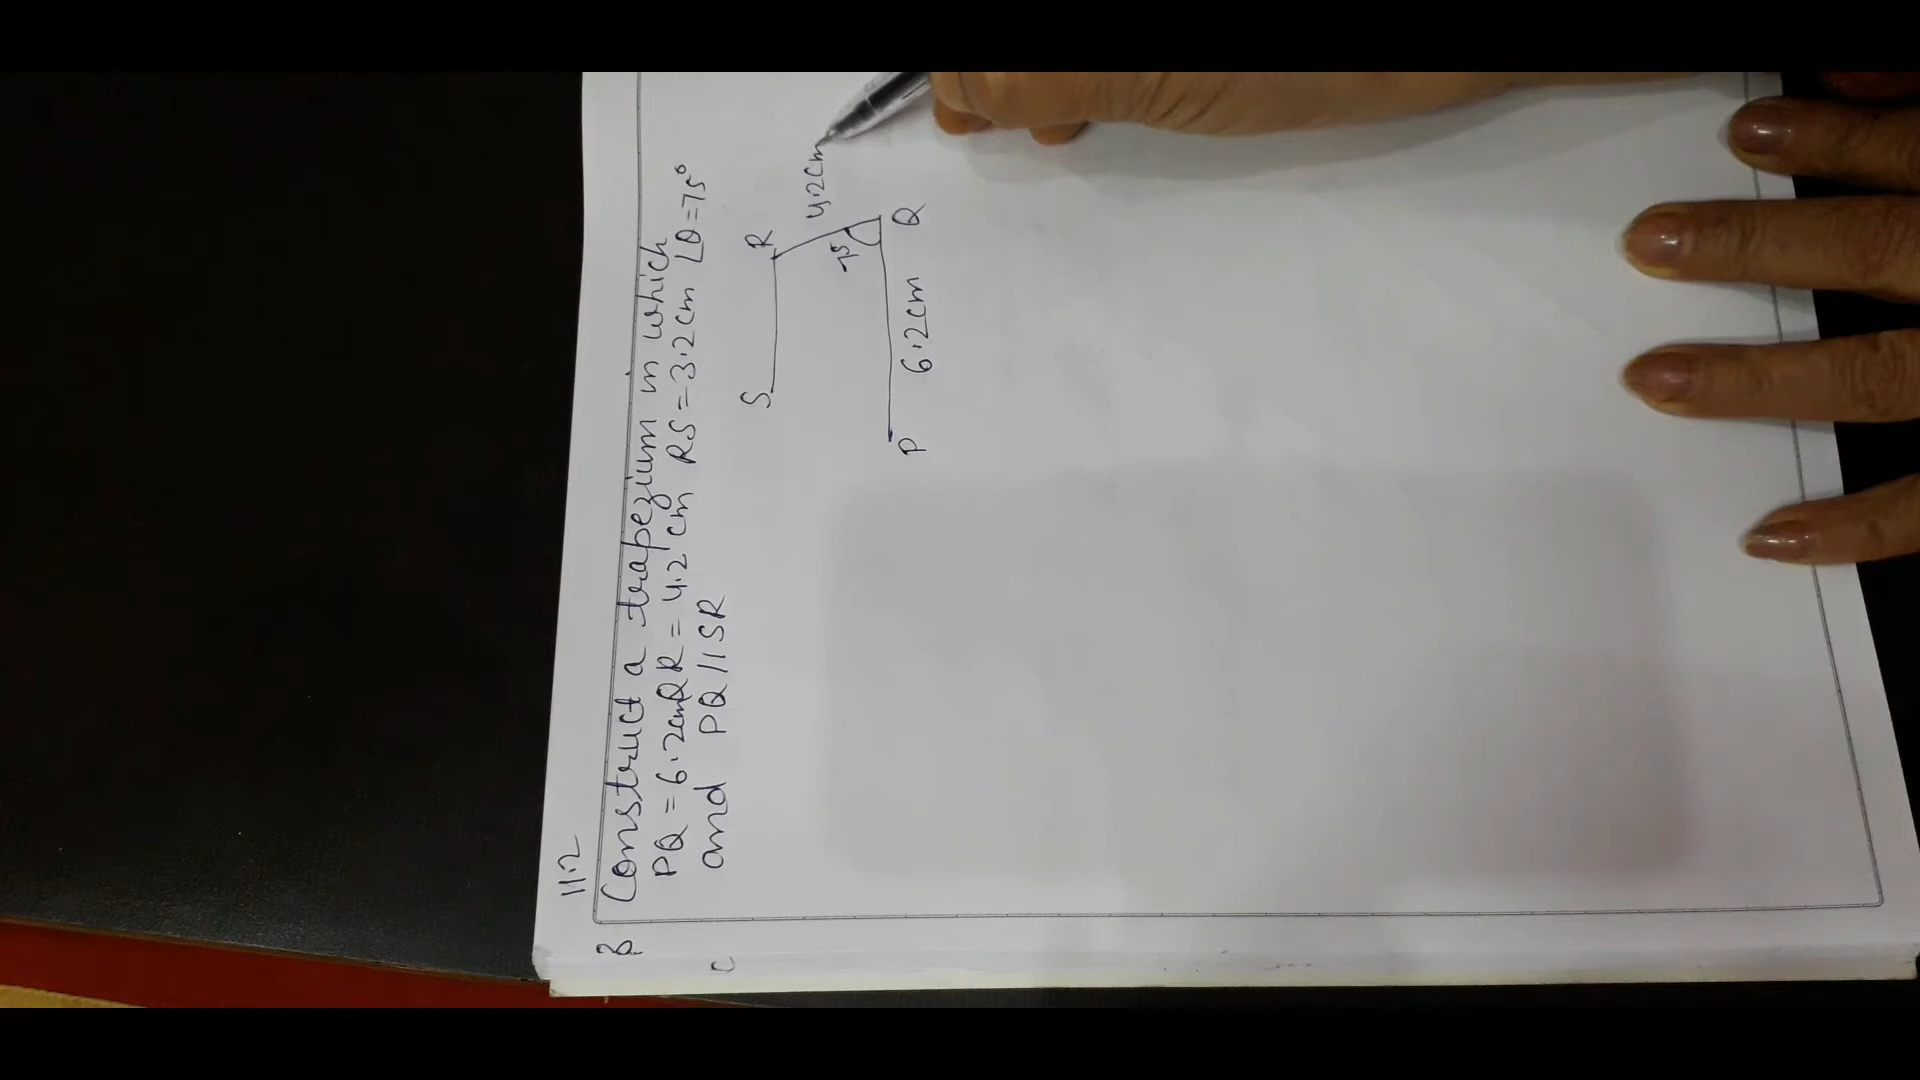 11.2
3 Construct a trapezium in which
PQ = 6.2cm QR = 4.2 cm RS = 3.2 cm ∠Q = 75°
and PQ // SR
S R
75 4.2cm
P 6.2cm Q